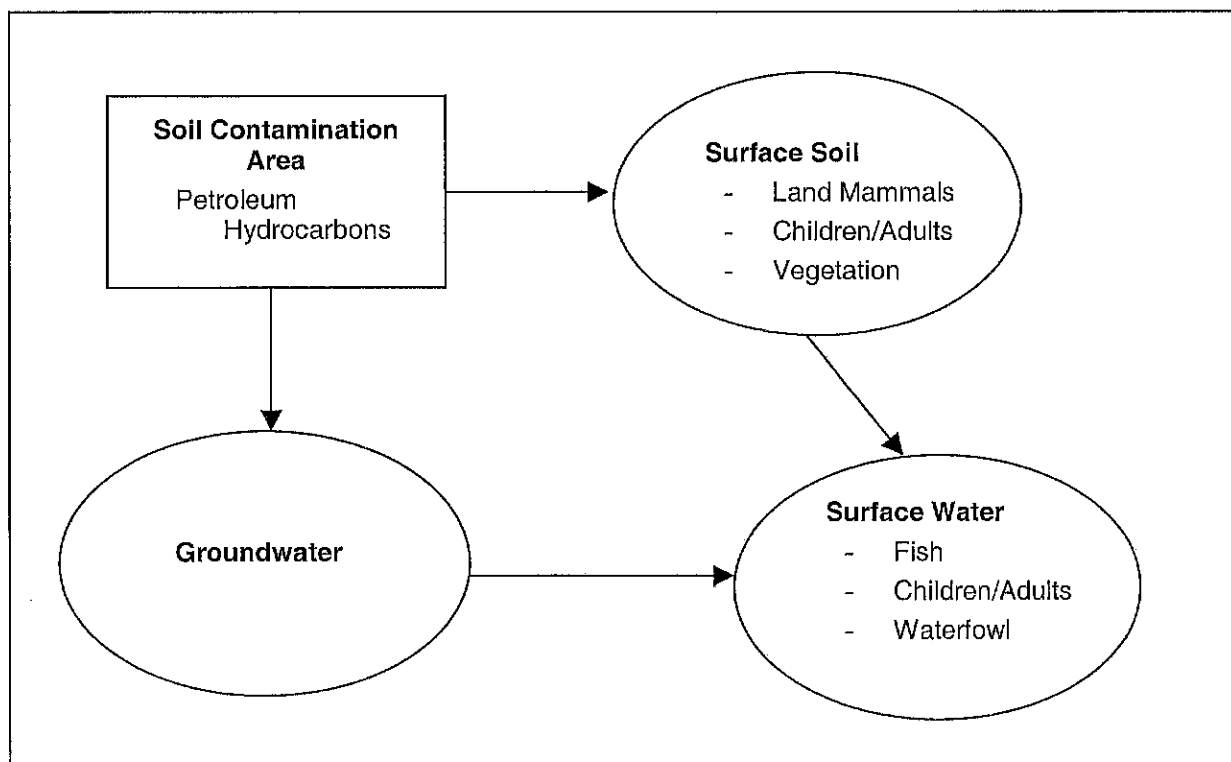 Soil Contamination
Area
Petroleum
Hydrocarbons
Surface Soil
- Land Mammals
- Children/Adults
- Vegetation
Groundwater
Surface Water
- Fish
- Children/Adults
- Waterfowl